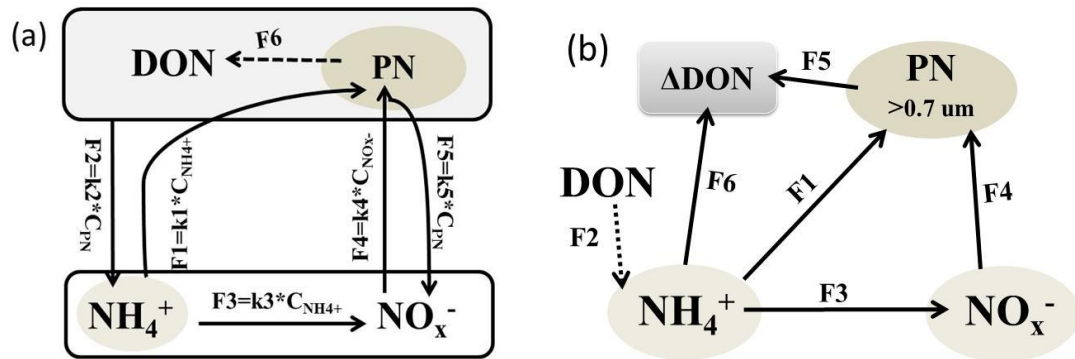 (a)
F6
DON
PN
F2=k2*C_PN
F1=k1*C_NH4+
F4=k4*C_NOx-
F5=k5*C_PN
NH₄⁺
F3=k3*C_NH4+
NOₓ⁻
(b)
ΔDON
F5
PN
>0.7 um
DON
F6
F1
F4
F2
NH₄⁺
F3
NOₓ⁻